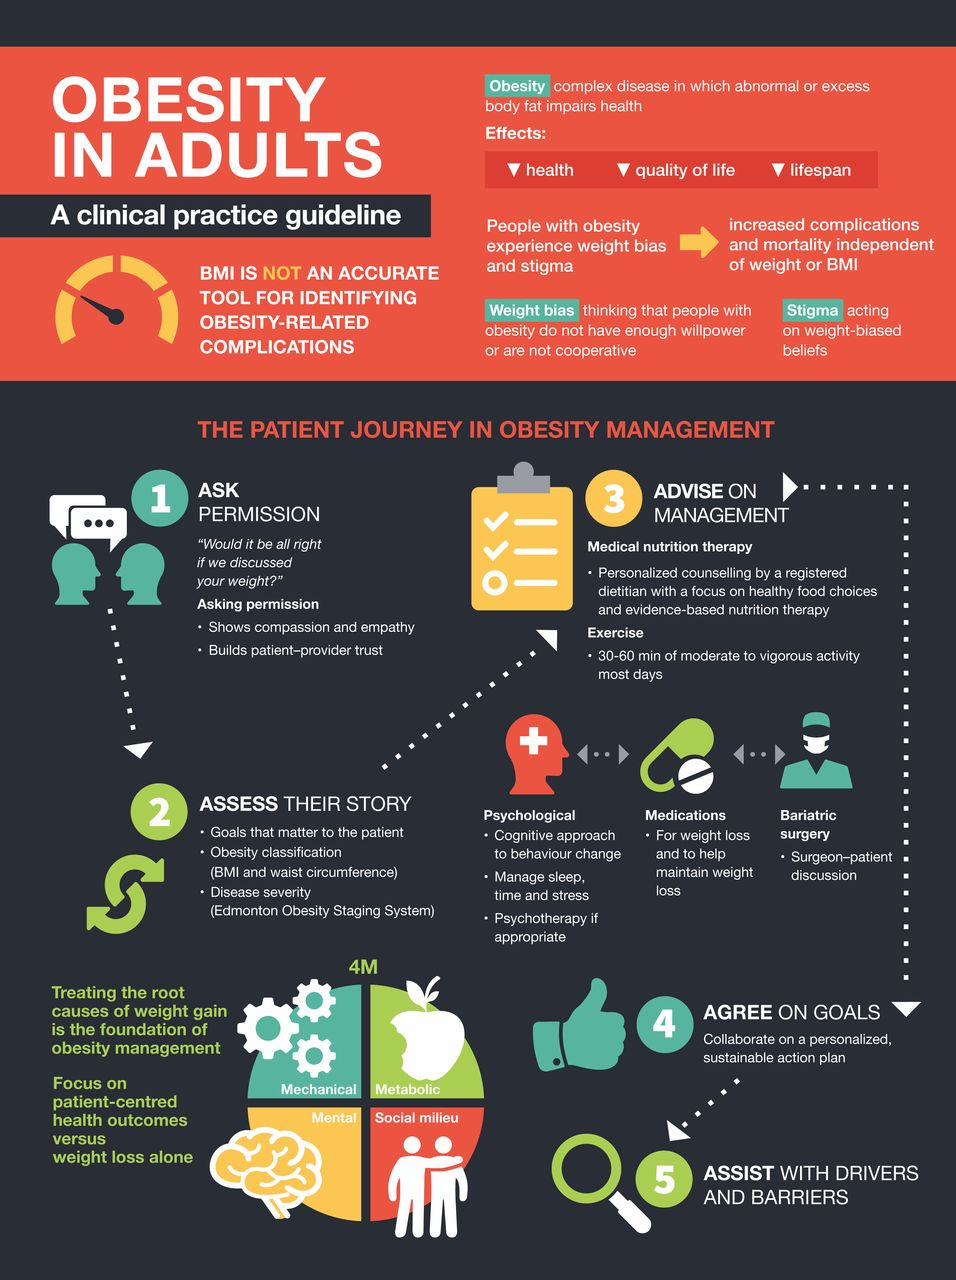 OBESITY
IN ADULTS
A clinical practice guideline
BMI IS NOT AN ACCURATE
TOOL FOR IDENTIFYING
OBESITY-RELATED
COMPLICATIONS
Obesity complex disease in which abnormal or excess
body fat impairs health
Effects:
▼ health ▼ quality of life ▼ lifespan
People with obesity
experience weight bias
and stigma
increased complications
and mortality independent
of weight or BMI
Weight bias thinking that people with
obesity do not have enough willpower
or are not cooperative
Stigma acting
on weight-biased
beliefs
THE PATIENT JOURNEY IN OBESITY MANAGEMENT
1
ASK
PERMISSION
“Would it be all right
if we discussed
your weight?”
Asking permission
• Shows compassion and empathy
• Builds patient–provider trust
2
ASSESS THEIR STORY
• Goals that matter to the patient
• Obesity classification
(BMI and waist circumference)
• Disease severity
(Edmonton Obesity Staging System)
Treating the root
causes of weight gain
is the foundation of
obesity management
Focus on
patient-centred
health outcomes
versus
weight loss alone
4M
Mechanical
Metabolic
Mental
Social milieu
3
ADVISE ON
MANAGEMENT
Medical nutrition therapy
• Personalized counselling by a registered
dietitian with a focus on healthy food choices
and evidence-based nutrition therapy
Exercise
• 30-60 min of moderate to vigorous activity
most days
Psychological
• Cognitive approach
to behaviour change
• Manage sleep,
time and stress
• Psychotherapy if
appropriate
Medications
• For weight loss
and to help
maintain weight
loss
Bariatric
surgery
• Surgeon–patient
discussion
4
AGREE ON GOALS
Collaborate on a personalized,
sustainable action plan
5
ASSIST WITH DRIVERS
AND BARRIERS